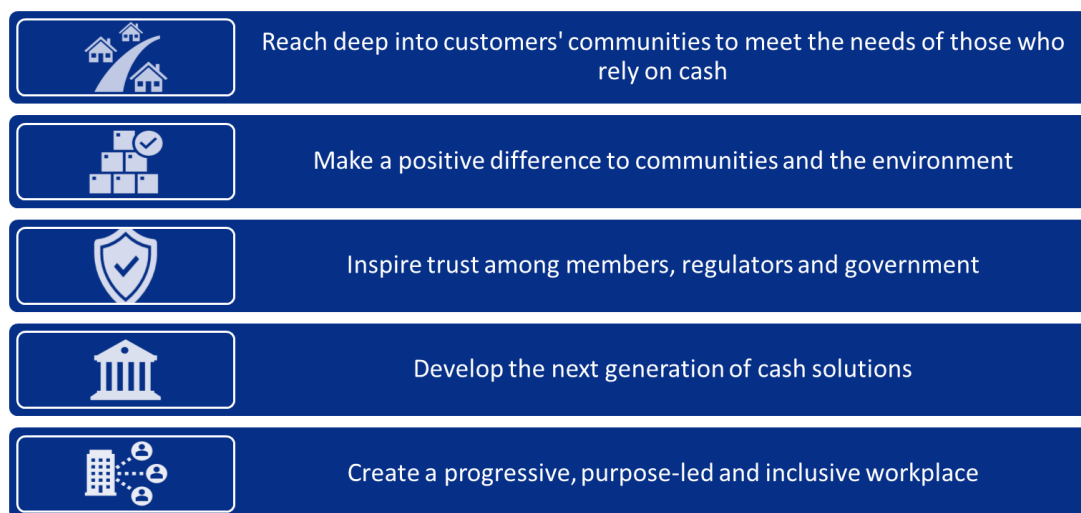 Reach deep into customers' communities to meet the needs of those who
rely on cash
Make a positive difference to communities and the environment
Inspire trust among members, regulators and government
Develop the next generation of cash solutions
Create a progressive, purpose-led and inclusive workplace